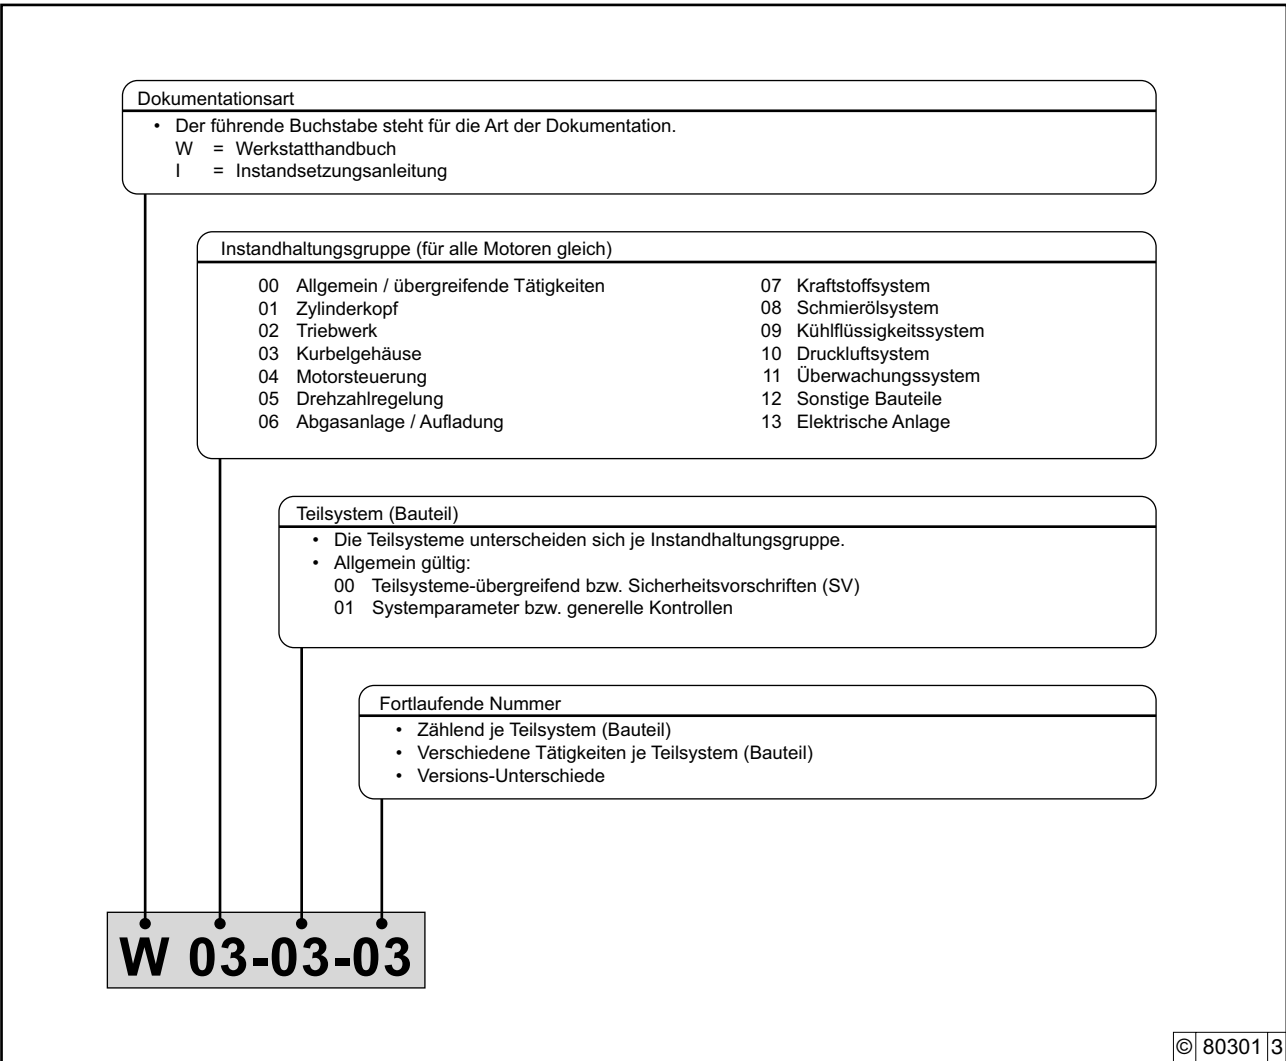 Dokumentationsart
• Der führende Buchstabe steht für die Art der Dokumentation.
W = Werkstatthandbuch
I = Instandsetzungsanleitung
Instandhaltungsgruppe (für alle Motoren gleich)
00 Allgemein / übergreifende Tätigkeiten
01 Zylinderkopf
02 Triebwerk
03 Kurbelgehäuse
04 Motorsteuerung
05 Drehzahlregelung
06 Abgasanlage / Aufladung
07 Kraftstoffsystem
08 Schmierölsystem
09 Kühlflüssigkeitssystem
10 Druckluftsystem
11 Überwachungssystem
12 Sonstige Bauteile
13 Elektrische Anlage
Teilsystem (Bauteil)
• Die Teilsysteme unterscheiden sich je Instandhaltungsgruppe.
• Allgemein gültig:
00 Teilsysteme-übergreifend bzw. Sicherheitsvorschriften (SV)
01 Systemparameter bzw. generelle Kontrollen
Fortlaufende Nummer
• Zählend je Teilsystem (Bauteil)
• Verschiedene Tätigkeiten je Teilsystem (Bauteil)
• Versions-Unterschiede
W 03-03-03
© 80301 3